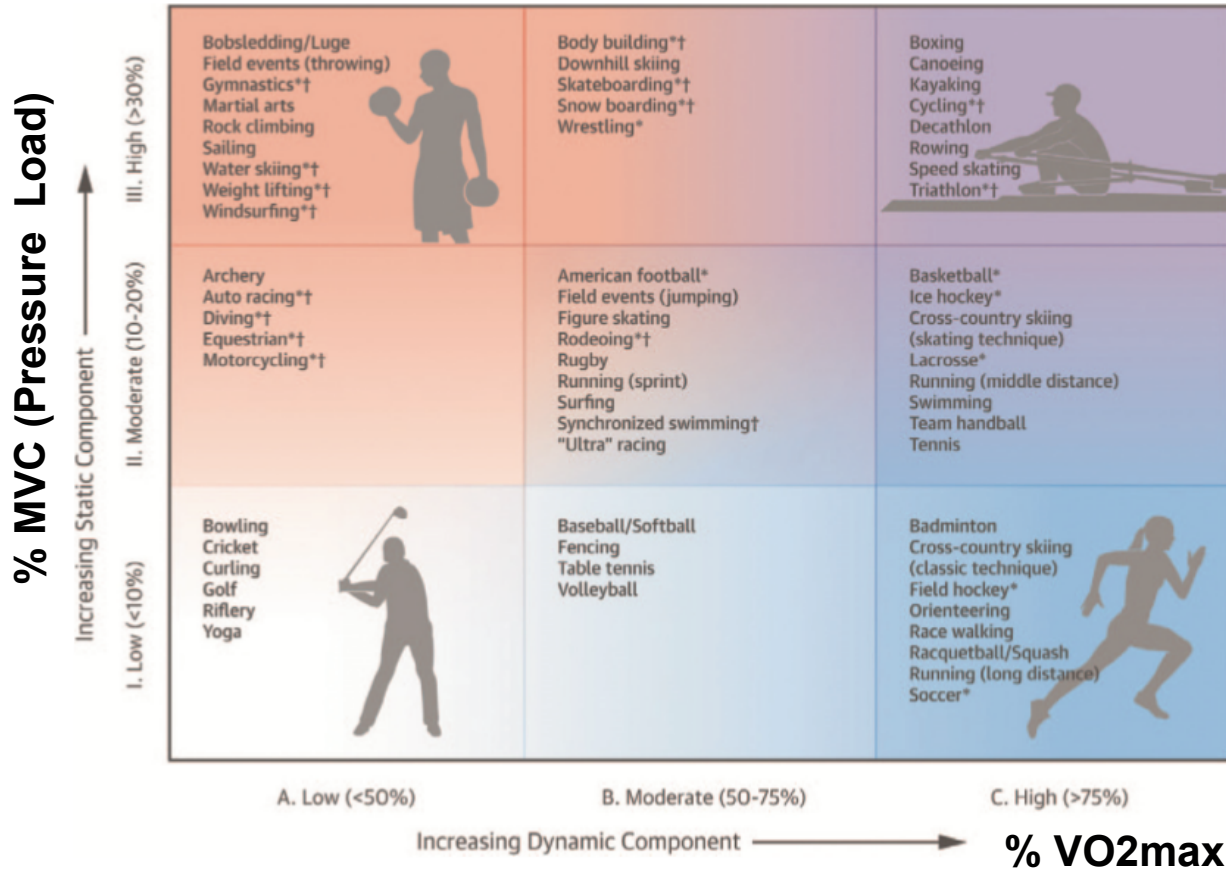 % MVC (Pressure Load)
Increasing Static Component
III. High (>30%)
Bobsledding/Luge
Field events (throwing)
Gymnastics*†
Martial arts
Rock climbing
Sailing
Water skiing*†
Weight lifting*†
Windsurfing*†
Body building*†
Downhill skiing
Skateboarding*†
Snow boarding*†
Wrestling*
Boxing
Canoeing
Kayaking
Cycling*†
Decathlon
Rowing
Speed skating
Triathlon*†
II. Moderate (10-20%)
Archery
Auto racing*†
Diving*†
Equestrian*†
Motorcycling*†
American football*
Field events (jumping)
Figure skating
Rodeoing*†
Rugby
Running (sprint)
Surfing
Synchronized swimming†
"Ultra" racing
Basketball*
Ice hockey*
Cross-country skiing
(skating technique)
Lacrosse*
Running (middle distance)
Swimming
Team handball
Tennis
I. Low (<10%)
Bowling
Cricket
Curling
Golf
Riflery
Yoga
Baseball/Softball
Fencing
Table tennis
Volleyball
Badminton
Cross-country skiing
(classic technique)
Field hockey*
Orienteering
Race walking
Racquetball/Squash
Running (long distance)
Soccer*
A. Low (<50%)
B. Moderate (50-75%)
C. High (>75%)
Increasing Dynamic Component
% VO2max